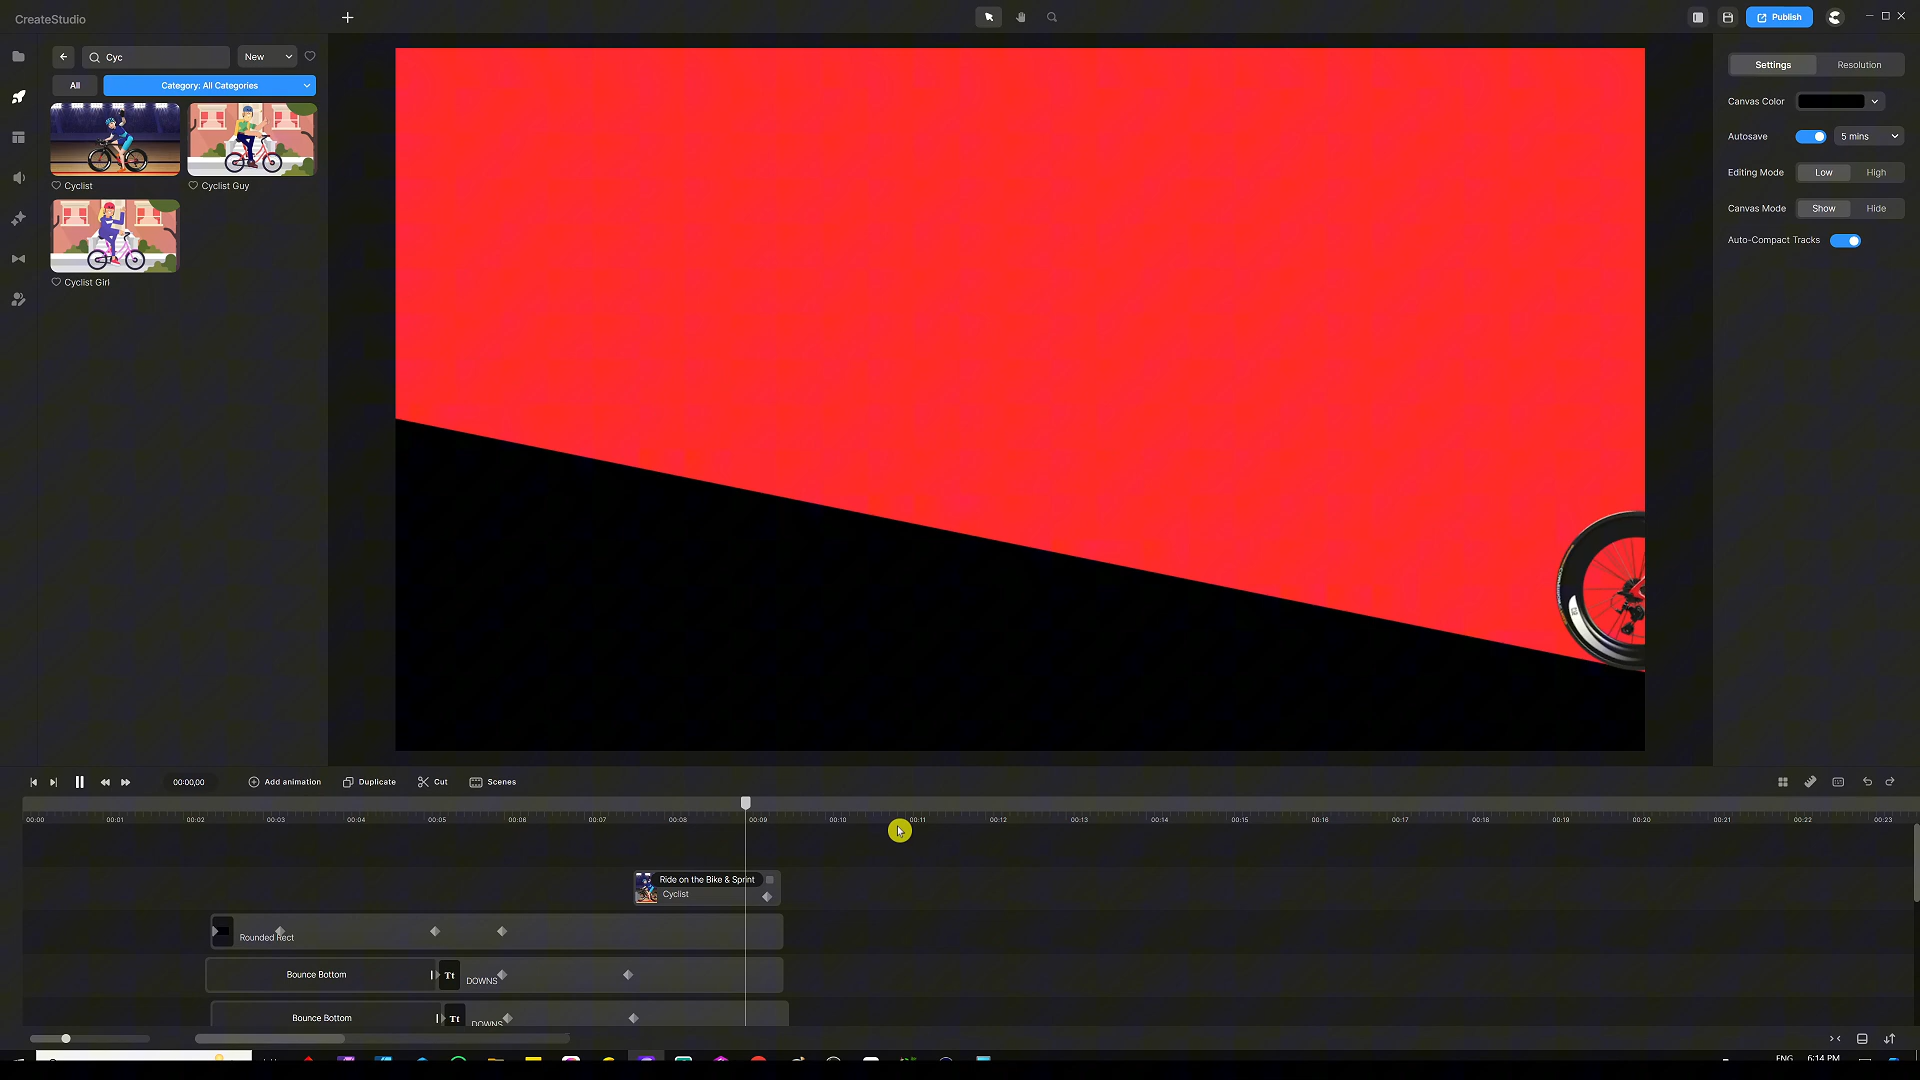 CreateStudio
Publish
Cyc
New
All
Category: All Categories
Cyclist
Cyclist Guy
Cyclist Girl
Settings
Resolution
Canvas Color
Autosave
5 mins
Editing Mode
Low
High
Canvas Mode
Show
Hide
Auto-Compact Tracks
00:00,00
Add animation
Duplicate
Cut
Scenes
00:00
00:01
00:02
00:03
00:04
00:05
00:06
00:07
00:08
00:09
00:10
00:11
00:12
00:13
00:14
00:15
00:16
00:17
00:18
00:19
00:20
00:21
00:22
00:23
Ride on the Bike & Sprint
Cyclist
Rounded Rect
Bounce Bottom
Tt
DOWNS
Bounce Bottom
Tt
DOWNS
ENG
6:14 PM